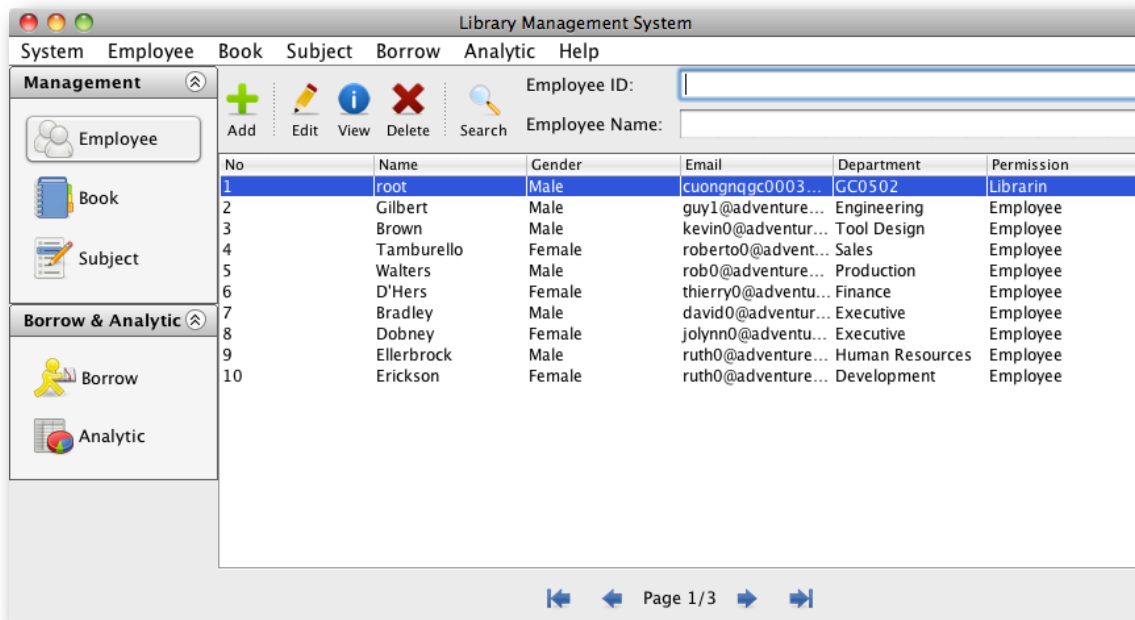 Library Management System
System Employee Book Subject Borrow Analytic Help
Management
Employee
Book
Subject
Borrow & Analytic
Borrow
Analytic
Add Edit View Delete Search
Employee ID:
Employee Name:
No Name Gender Email Department Permission
1 root Male cuongnqgc0003... GC0502 Librarin
2 Gilbert Male guy1@adventure... Engineering Employee
3 Brown Male kevin0@adventur... Tool Design Employee
4 Tamburello Female roberto0@advent... Sales Employee
5 Walters Male rob0@adventure... Production Employee
6 D'Hers Female thierry0@adventu... Finance Employee
7 Bradley Male david0@adventur... Executive Employee
8 Dobney Female jolynn0@adventu... Executive Employee
9 Ellerbrock Male ruth0@adventure... Human Resources Employee
10 Erickson Female ruth0@adventure... Development Employee
Page 1/3